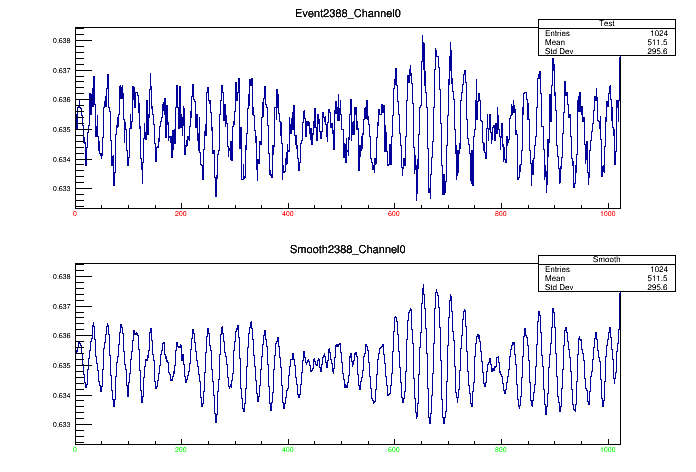 Event2388_Channel0
Test
Entries 1024
Mean 511.5
Std Dev 295.6
0.638
0.637
0.636
0.635
0.634
0.633
0 200 400 600 800 1000
Smooth2388_Channel0
Smooth
Entries 1024
Mean 511.5
Std Dev 295.6
0.638
0.637
0.636
0.635
0.634
0.633
0 200 400 600 800 1000